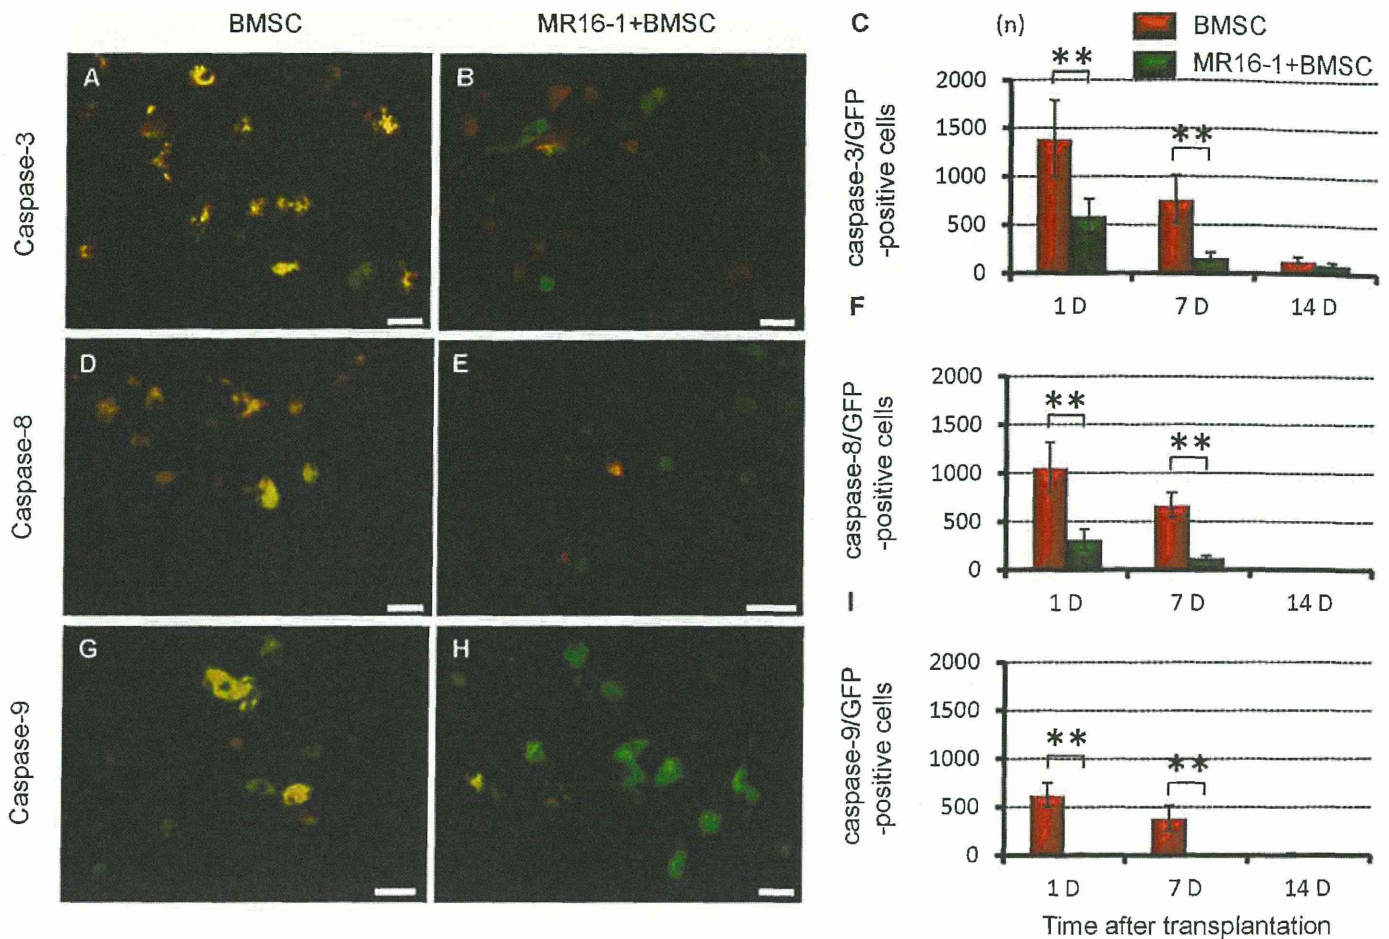 BMSC
MR16-1+BMSC
Caspase-3
A
B
Caspase-8
D
E
Caspase-9
G
H
C
(n)
BMSC
MR16-1+BMSC
caspase-3/GFP
-positive cells
2000
1500
1000
500
0
**
**
1 D
7 D
14 D
F
caspase-8/GFP
-positive cells
2000
1500
1000
500
0
**
**
1 D
7 D
14 D
I
caspase-9/GFP
-positive cells
2000
1500
1000
500
0
**
**
1 D
7 D
14 D
Time after transplantation